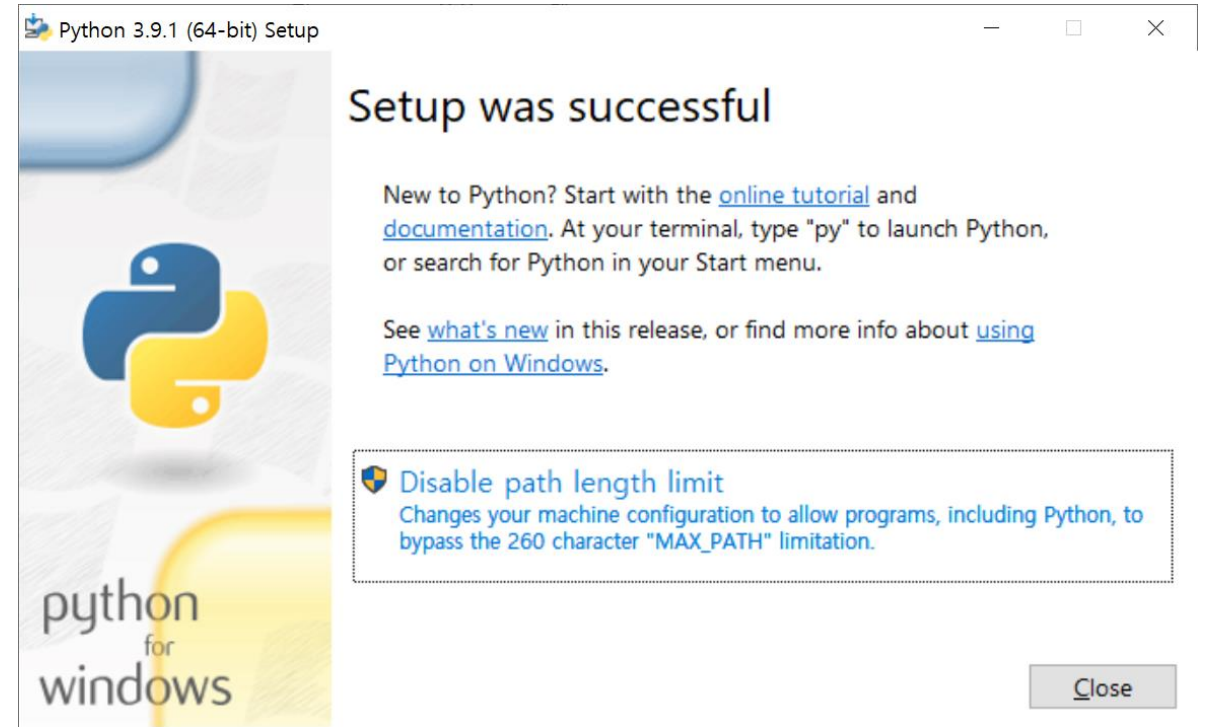 Python 3.9.1 (64-bit) Setup
Setup was successful
New to Python? Start with the online tutorial and
documentation. At your terminal, type "py" to launch Python,
or search for Python in your Start menu.
See what's new in this release, or find more info about using
Python on Windows.
Disable path length limit
Changes your machine configuration to allow programs, including Python, to
bypass the 260 character "MAX_PATH" limitation.
python
for
windows
Close